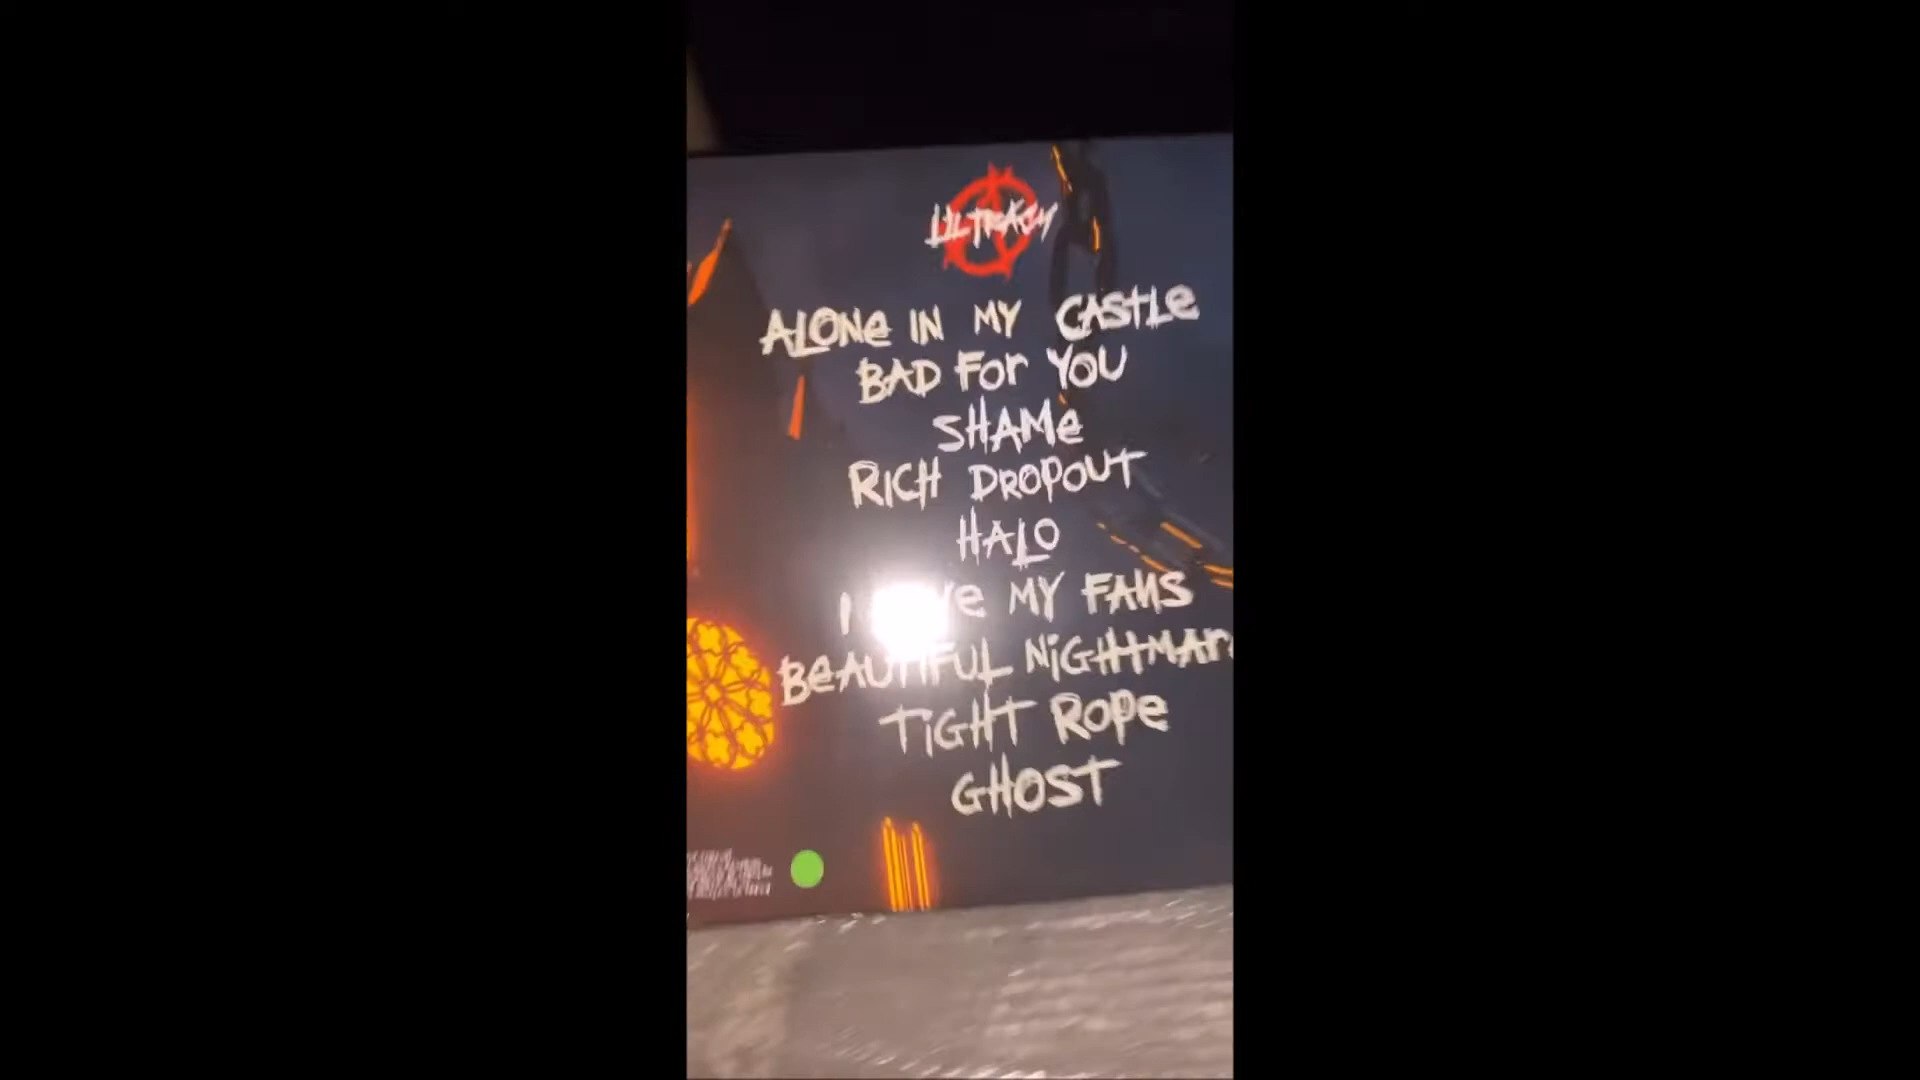 LIL TRACY
ALONE IN MY CASTLE
BAD FOR YOU
SHAME
RICH DROPOUT
HALO
I MY FANS
BEAUTIFUL NIGHTMAR
TIGHT ROPE
GHOST